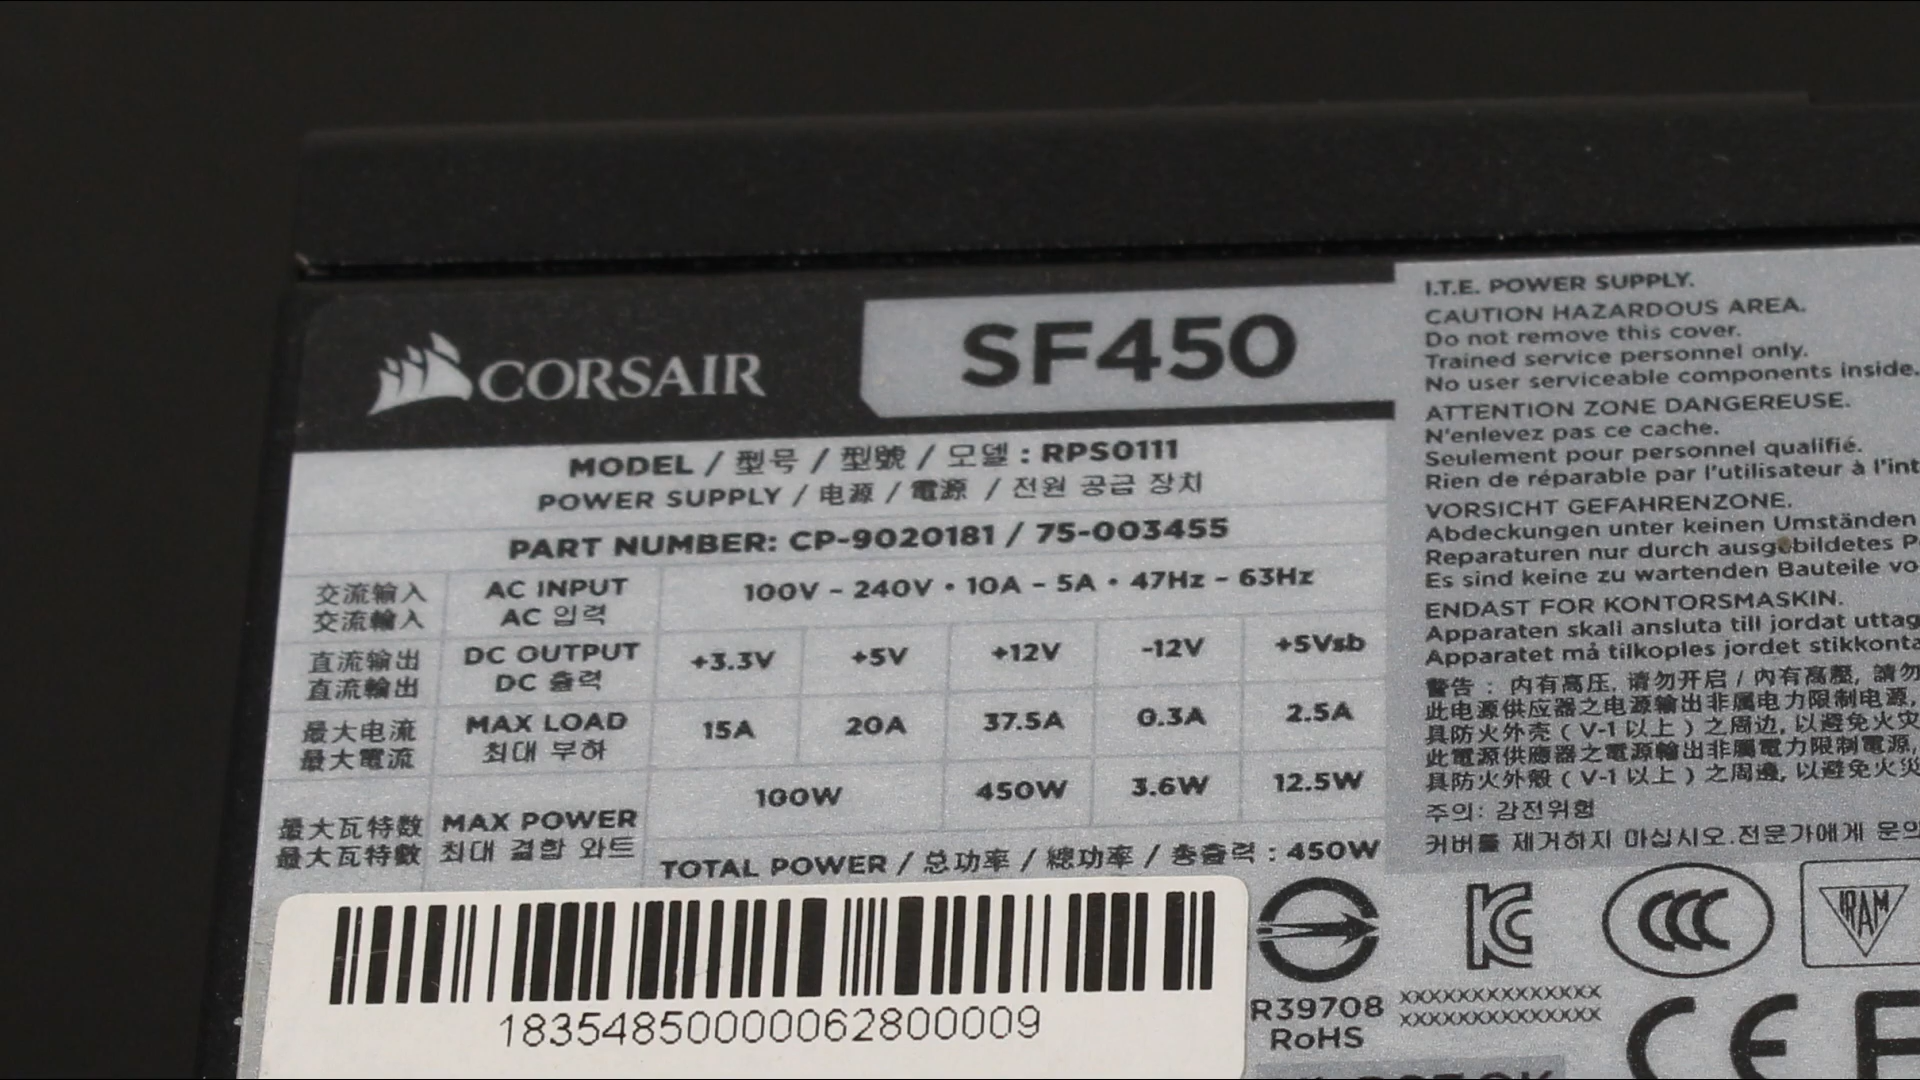 CORSAIR
SF450
MODEL / 型号 / 型號 / 모델 : RPS0111
POWER SUPPLY / 电源 / 電源 / 전원 공급 장치
PART NUMBER: CP-9020181 / 75-003455
交流输入 AC INPUT 100V - 240V • 10A - 5A • 47Hz - 63Hz
交流輸入 AC 입력
直流输出 DC OUTPUT +3.3V +5V +12V -12V +5Vsb
直流輸出 DC 출력
最大电流 MAX LOAD 15A 20A 37.5A 0.3A 2.5A
最大電流 최대 부하
100W 450W 3.6W 12.5W
最大瓦特数 MAX POWER
最大瓦特數 최대 결합 와트
TOTAL POWER / 总功率 / 總功率 / 총출력 : 450W
183548500000062800009
I.T.E. POWER SUPPLY.
CAUTION HAZARDOUS AREA.
Do not remove this cover.
Trained service personnel only.
No user serviceable components inside.
ATTENTION ZONE DANGEREUSE.
N'enlevez pas ce cache.
Seulement pour personnel qualifié.
Rien de réparable par l'utilisateur à l'int
VORSICHT GEFAHRENZONE.
Abdeckungen unter keinen Umständen
Reparaturen nur durch ausgebildetes P
Es sind keine zu wartenden Bauteile vo
ENDAST FOR KONTORSMASKIN.
Apparaten skall ansluta till jordat uttag
Apparatet må tilkoples jordet stikkonta
警告 : 内有高压, 请勿开启 / 內有高壓, 請勿
此电源供应器之电源输出非属电力限制电源,
具防火外壳 ( V-1 以上 ) 之周边, 以避免火灾
此電源供應器之電源輸出非屬電力限制電源,
具防火外殼 ( V-1 以上 ) 之周邊, 以避免火災
주의: 감전위험
커버를 제거하지 마십시오.전문가에게 문의
IRAM
R39708
RoHS
XXXXXXXXXXXXXX
XXXXXXXXXXXXXX
CE